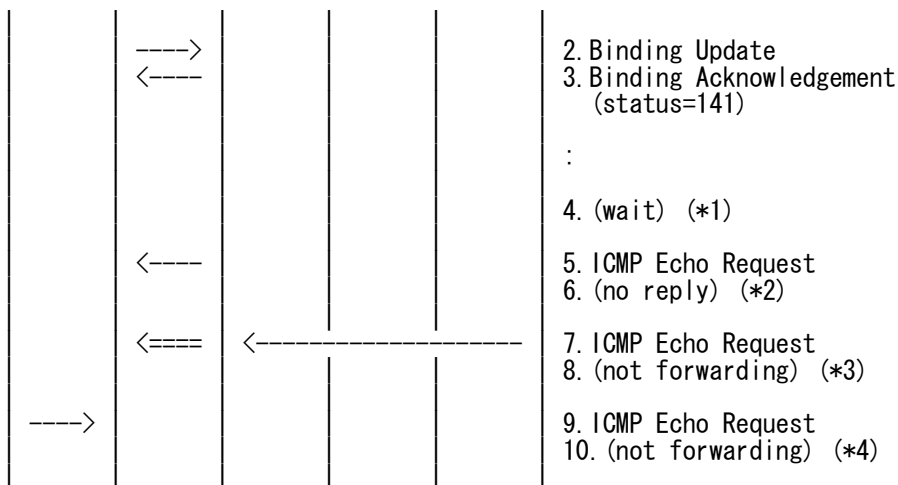 ----> 2.Binding Update
<---- 3.Binding Acknowledgement
(status=141)
:
4.(wait) (*1)
<---- 5.ICMP Echo Request
6.(no reply) (*2)
<==== <-------------------- 7.ICMP Echo Request
8.(not forwarding) (*3)
----> 9.ICMP Echo Request
10.(not forwarding) (*4)